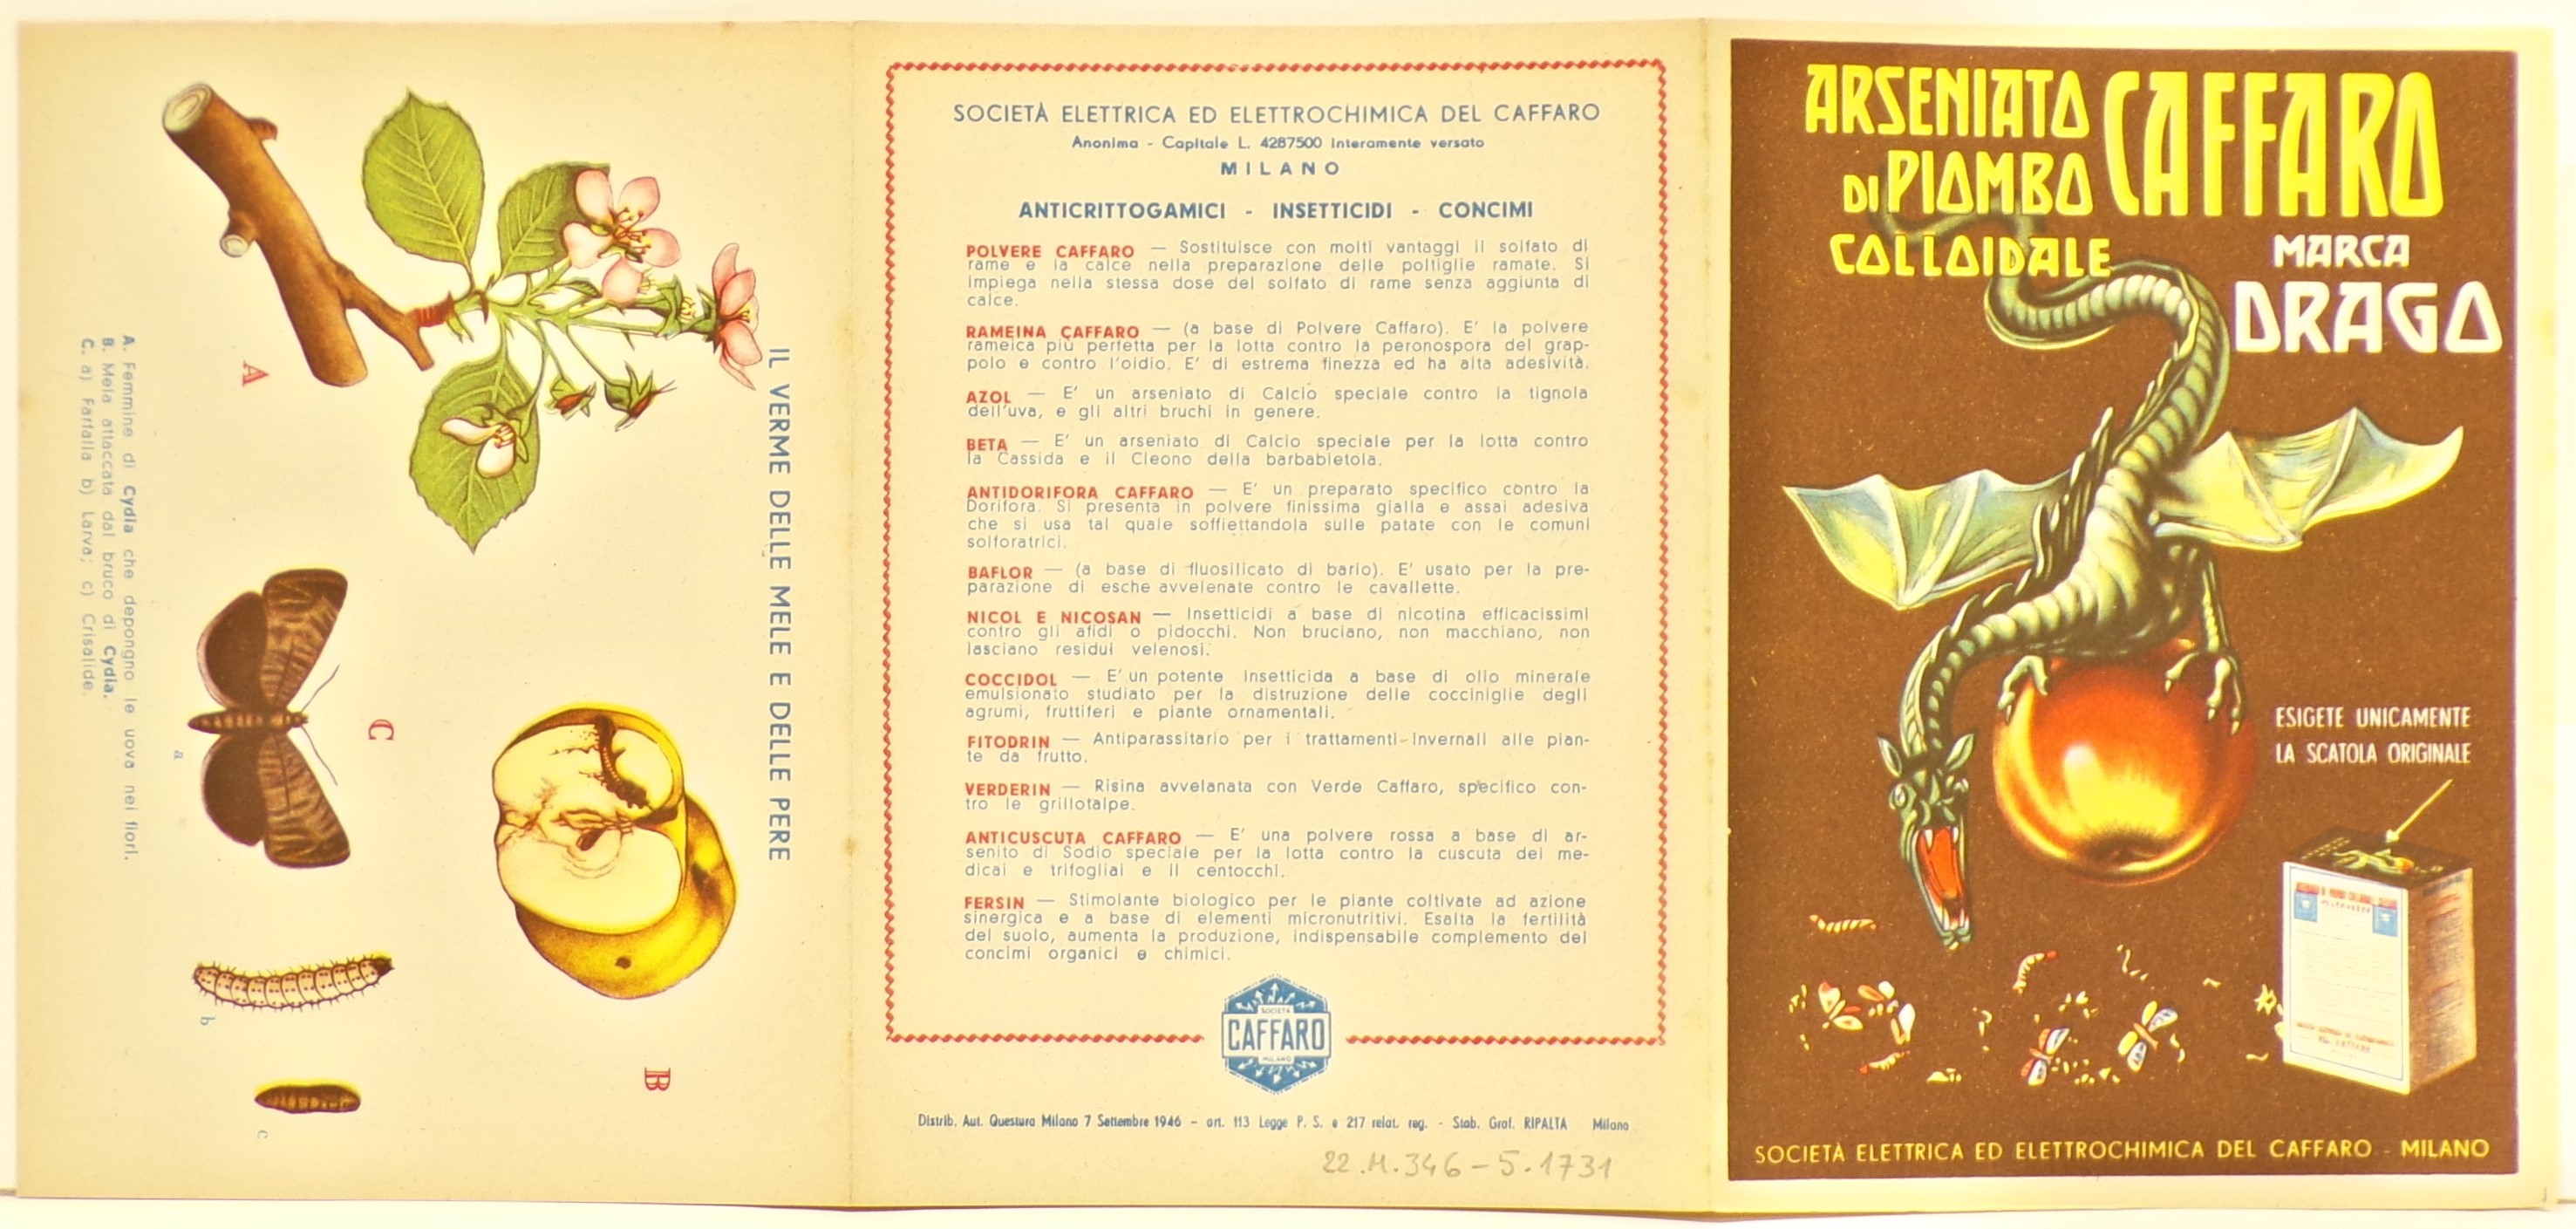 IL VERME DELLE MELE E DELLE PERE
A
B
C
a
b
c
A. Femmine di Cydia che depongno le uova nei fiori.
B. Mela attaccata dal bruco di Cydia.
C. a) Farfalla b) Larva; c) Crisalide.
SOCIETÀ ELETTRICA ED ELETTROCHIMICA DEL CAFFARO
Anonima - Capitale L. 4287500 interamente versato
MILANO
ANTICRITTOGAMICI - INSETTICIDI - CONCIMI
POLVERE CAFFARO — Sostituisce con molti vantaggi il solfato di
rame e la calce nella preparazione delle poltiglie ramate. Si
impiega nella stessa dose del solfato di rame senza aggiunta di
calce.
RAMEINA CAFFARO — (a base di Polvere Caffaro). E' la polvere
rameica più perfetta per la lotta contro la peronospora del grap-
polo e contro l'oidio. E' di estrema finezza ed ha alta adesività.
AZOL — E' un arseniato di Calcio speciale contro la tignola
dell'uva, e gli altri bruchi in genere.
BETA — E' un arseniato di Calcio speciale per la lotta contro
la Cassida e il Cleono della barbabietola.
ANTIDORIFORA CAFFARO — E' un preparato specifico contro la
Dorifora. Si presenta in polvere finissima gialla e assai adesiva
che si usa tal quale soffiettandola sulle patate con le comuni
solforatrici.
BAFLOR — (a base di fluosilicato di bario). E' usato per la pre-
parazione di esche avvelenate contro le cavallette.
NICOL E NICOSAN — Insetticidi a base di nicotina efficacissimi
contro gli afidi o pidocchi. Non bruciano, non macchiano, non
lasciano residui velenosi.
COCCIDOL — E' un potente Insetticida a base di olio minerale
emulsionato studiato per la distruzione delle cocciniglie degli
agrumi, fruttiferi e piante ornamentali.
FITODRIN — Antiparassitario per i trattamenti invernali alle pian-
te da frutto.
VERDERIN — Risina avvelanata con Verde Caffaro, specifico con-
tro le grillotalpe.
ANTICUSCUTA CAFFARO — E' una polvere rossa a base di ar-
senito di Sodio speciale per la lotta contro la cuscuta dei me-
dicai e trifogliai e il centocchi.
FERSIN — Stimolante biologico per le piante coltivate ad azione
sinergica e a base di elementi micronutritivi. Esalta la fertilità
del suolo, aumenta la produzione, indispensabile complemento dei
concimi organici e chimici.
SOCIETÀ
CAFFARO
MILANO
Distrib. Aut. Questura Milano 7 Settembre 1946 - art. 113 Legge P. S. e 217 relat. reg. - Stab. Graf. RIPALTA Milano
22.M.346-5.1731
ARSENIATO
DI PIOMBO
COLLOIDALE
CAFFARO
MARCA
DRAGO
ESIGETE UNICAMENTE
LA SCATOLA ORIGINALE
SOCIETÀ ELETTRICA ED ELETTROCHIMICA DEL CAFFARO - MILANO